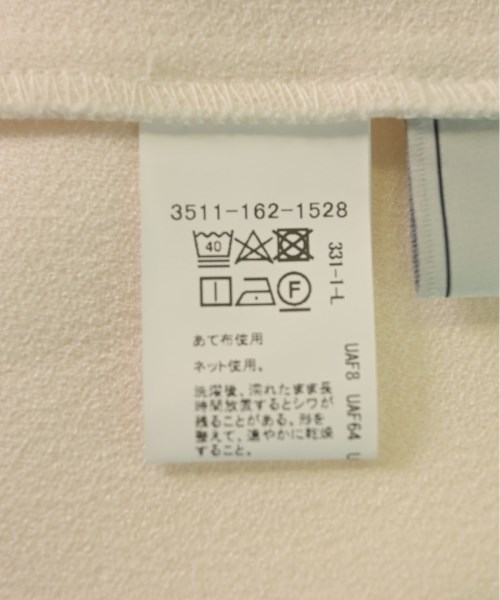 3511-162-1528
40
F
331-1-L
あて布使用
ネット使用。
洗濯後、濡れたまま長
時間放置するとシワが
残ることがある。形を
整えて、速やかに乾燥
すること。
UAF8 UAF64 U